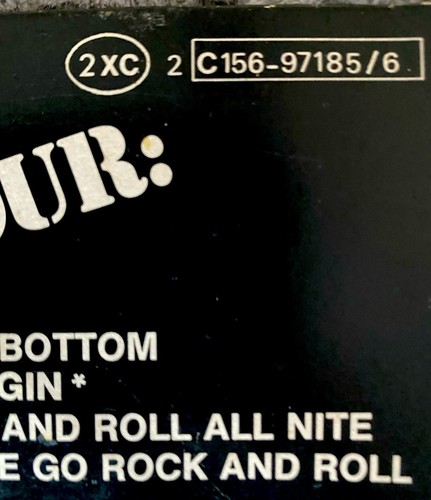 2XC 2 C156-97185/6
OUR:
BOTTOM
GIN*
AND ROLL ALL NITE
E GO ROCK AND ROLL